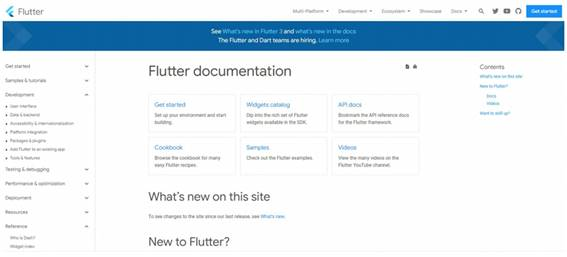 Flutter
Multi-Platform
Development
Ecosystem
Showcase
Docs
Get started
See What's new in Flutter 3 and what's new in the docs
The Flutter and Dart teams are hiring. Learn more
Get started
Samples & tutorials
Development
User interface
Data & backend
Accessibility & internationalization
Platform integration
Packages & plugins
Add Flutter to an existing app
Tools & features
Testing & debugging
Performance & optimization
Deployment
Resources
Reference
Who is Dash?
Widget index
Flutter documentation
Get started
Set up your environment and start
building.
Widgets catalog
Dip into the rich set of Flutter
widgets available in the SDK.
API docs
Bookmark the API reference docs
for the Flutter framework.
Cookbook
Browse the cookbook for many
easy Flutter recipes.
Samples
Check out the Flutter examples.
Videos
View the many videos on the
Flutter YouTube channel.
What's new on this site
To see changes to the site since our last release, see What's new.
New to Flutter?
Contents
What's new on this site
New to Flutter?
Docs
Videos
Want to skill up?